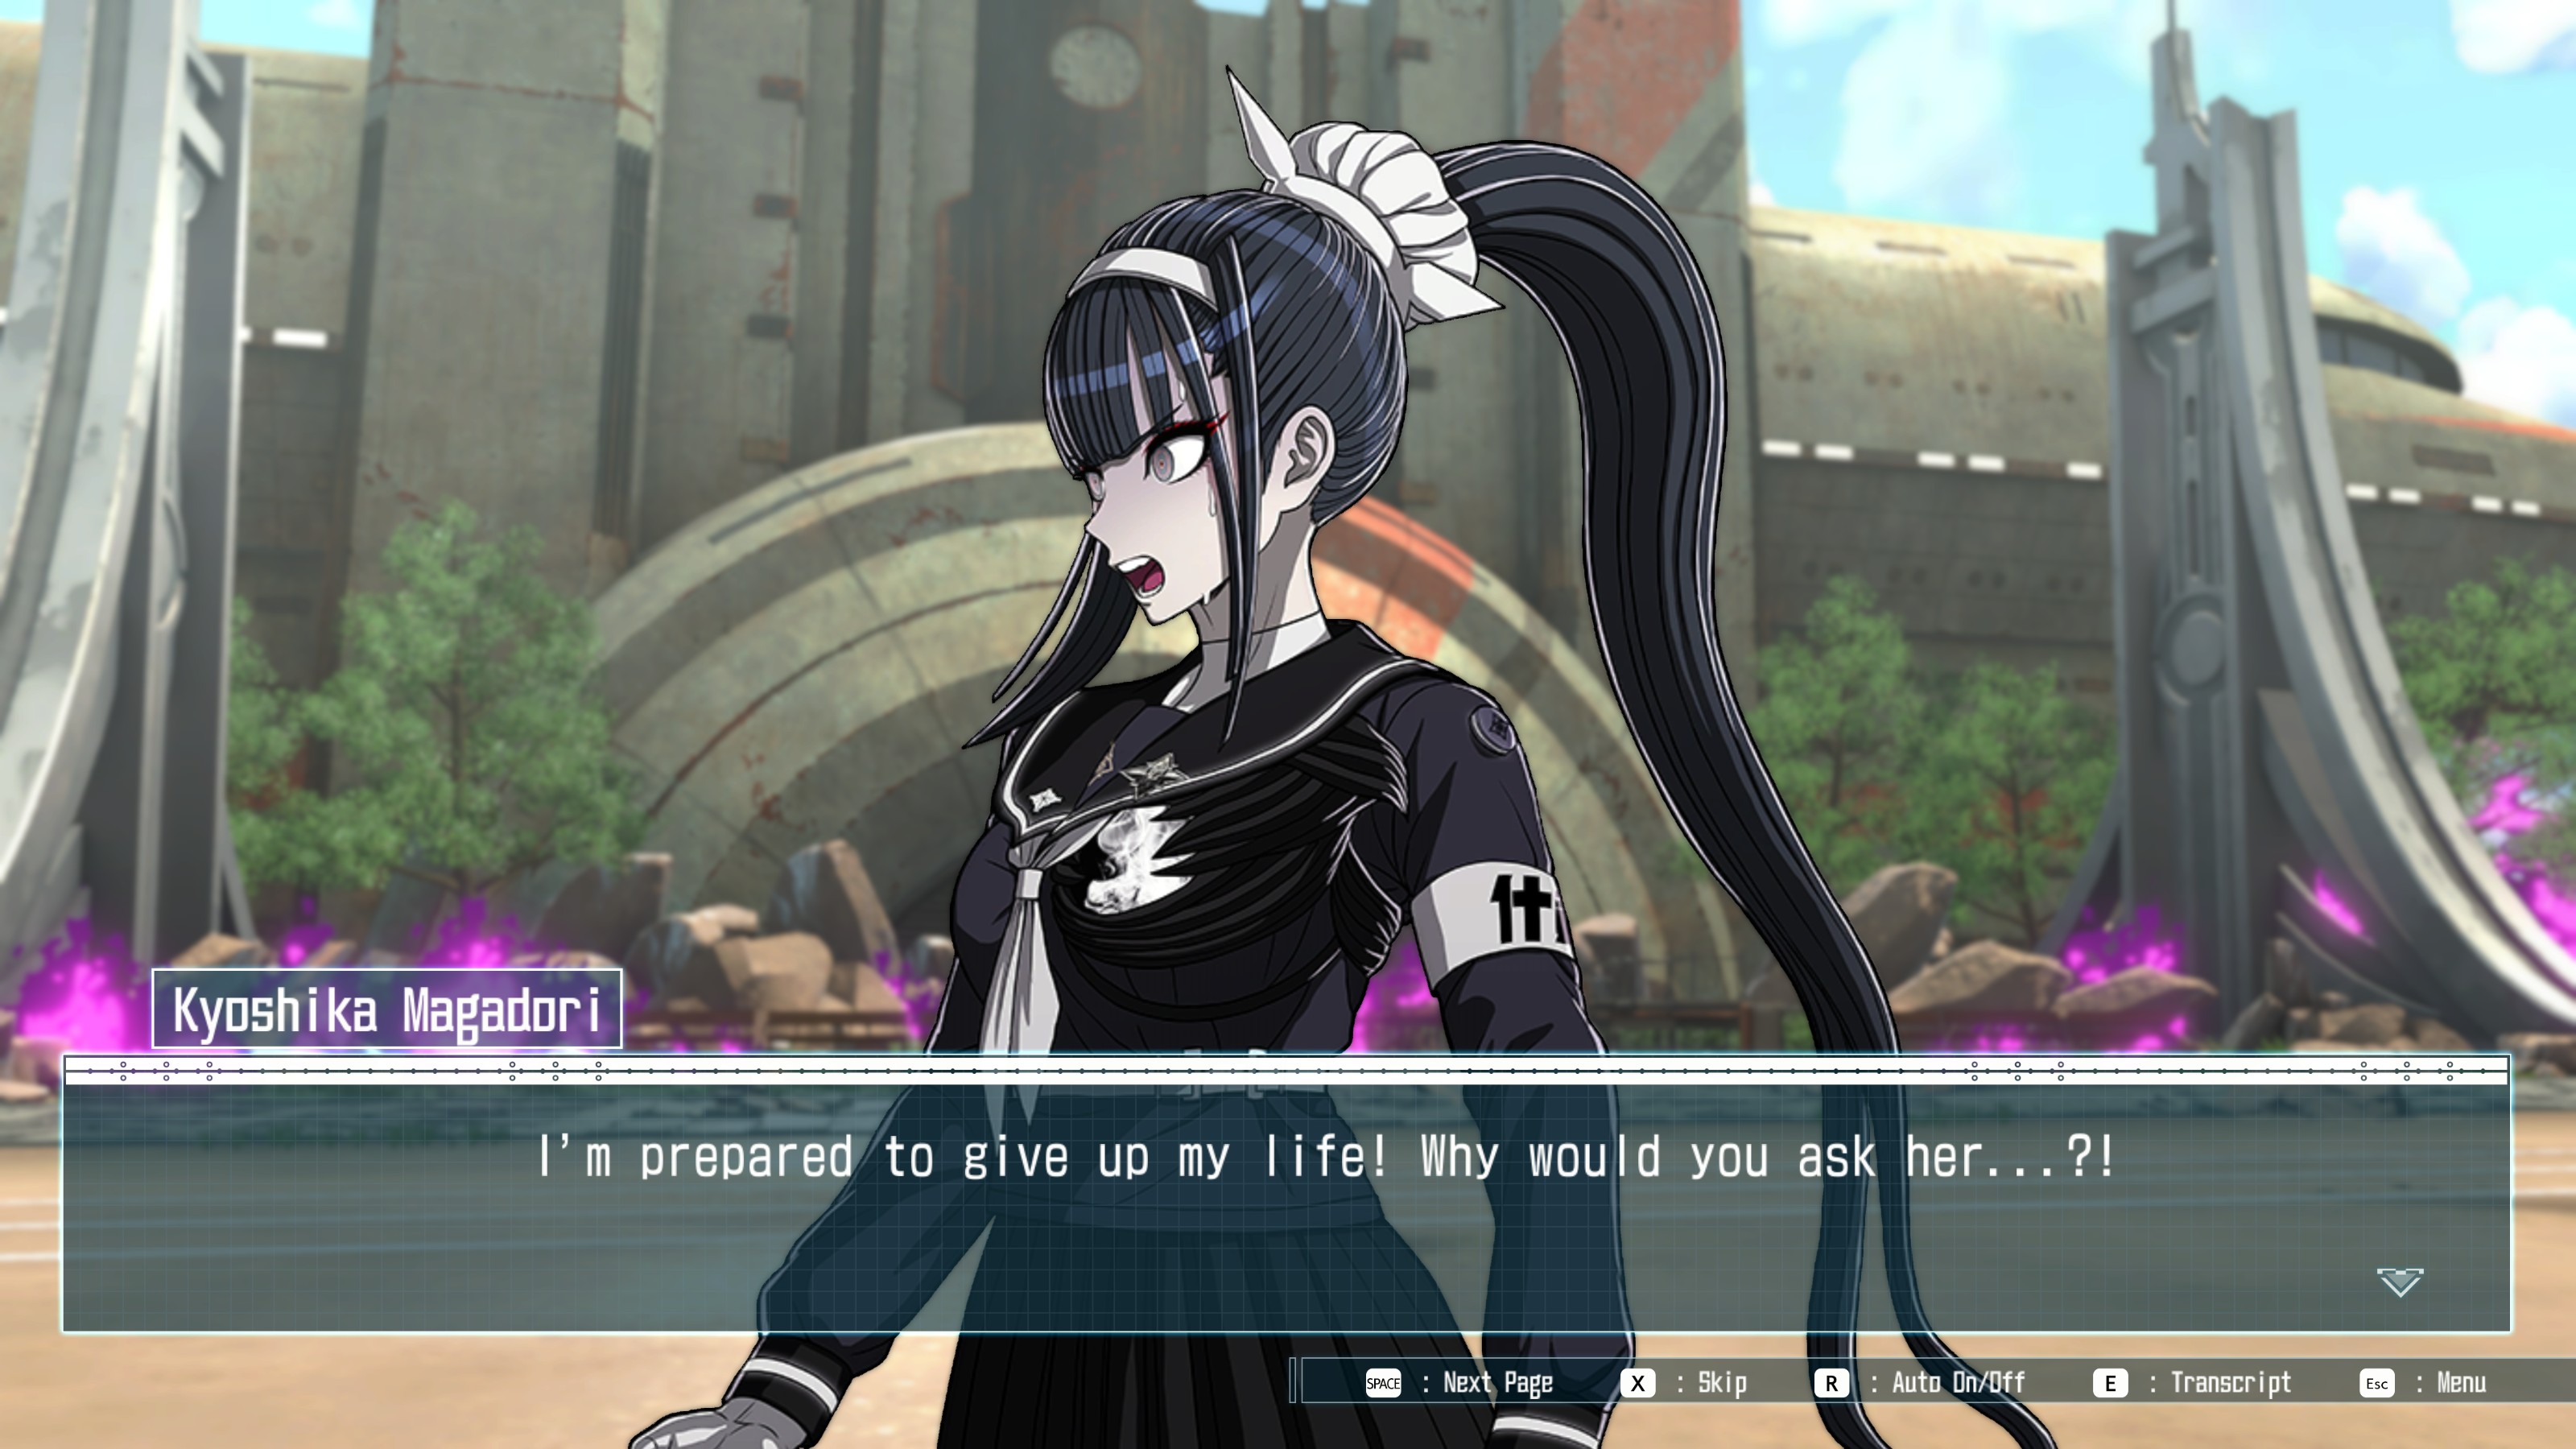 Kyoshika Magadori
I'm prepared to give up my life! Why would you ask her...?!
SPACE : Next Page X : Skip R : Auto On/Off E : Transcript Esc : Menu